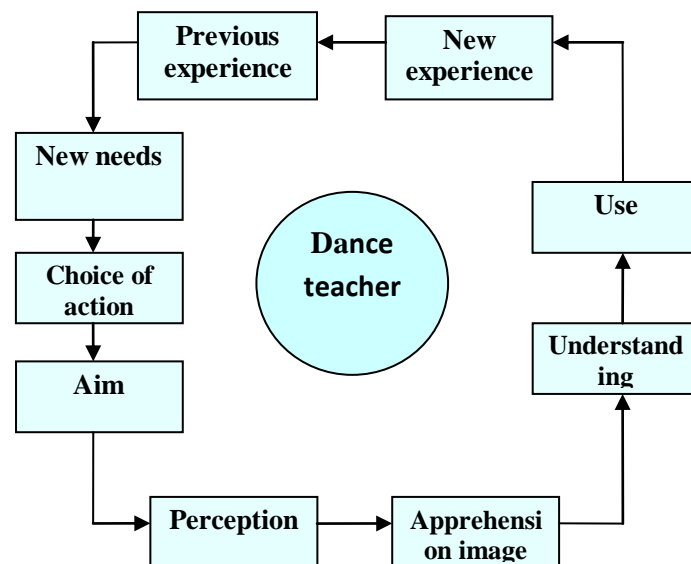 Previous
experience
New
experience
New needs
Use
Dance
teacher
Choice of
action
Understand
ing
Aim
Perception
Apprehensi
on image